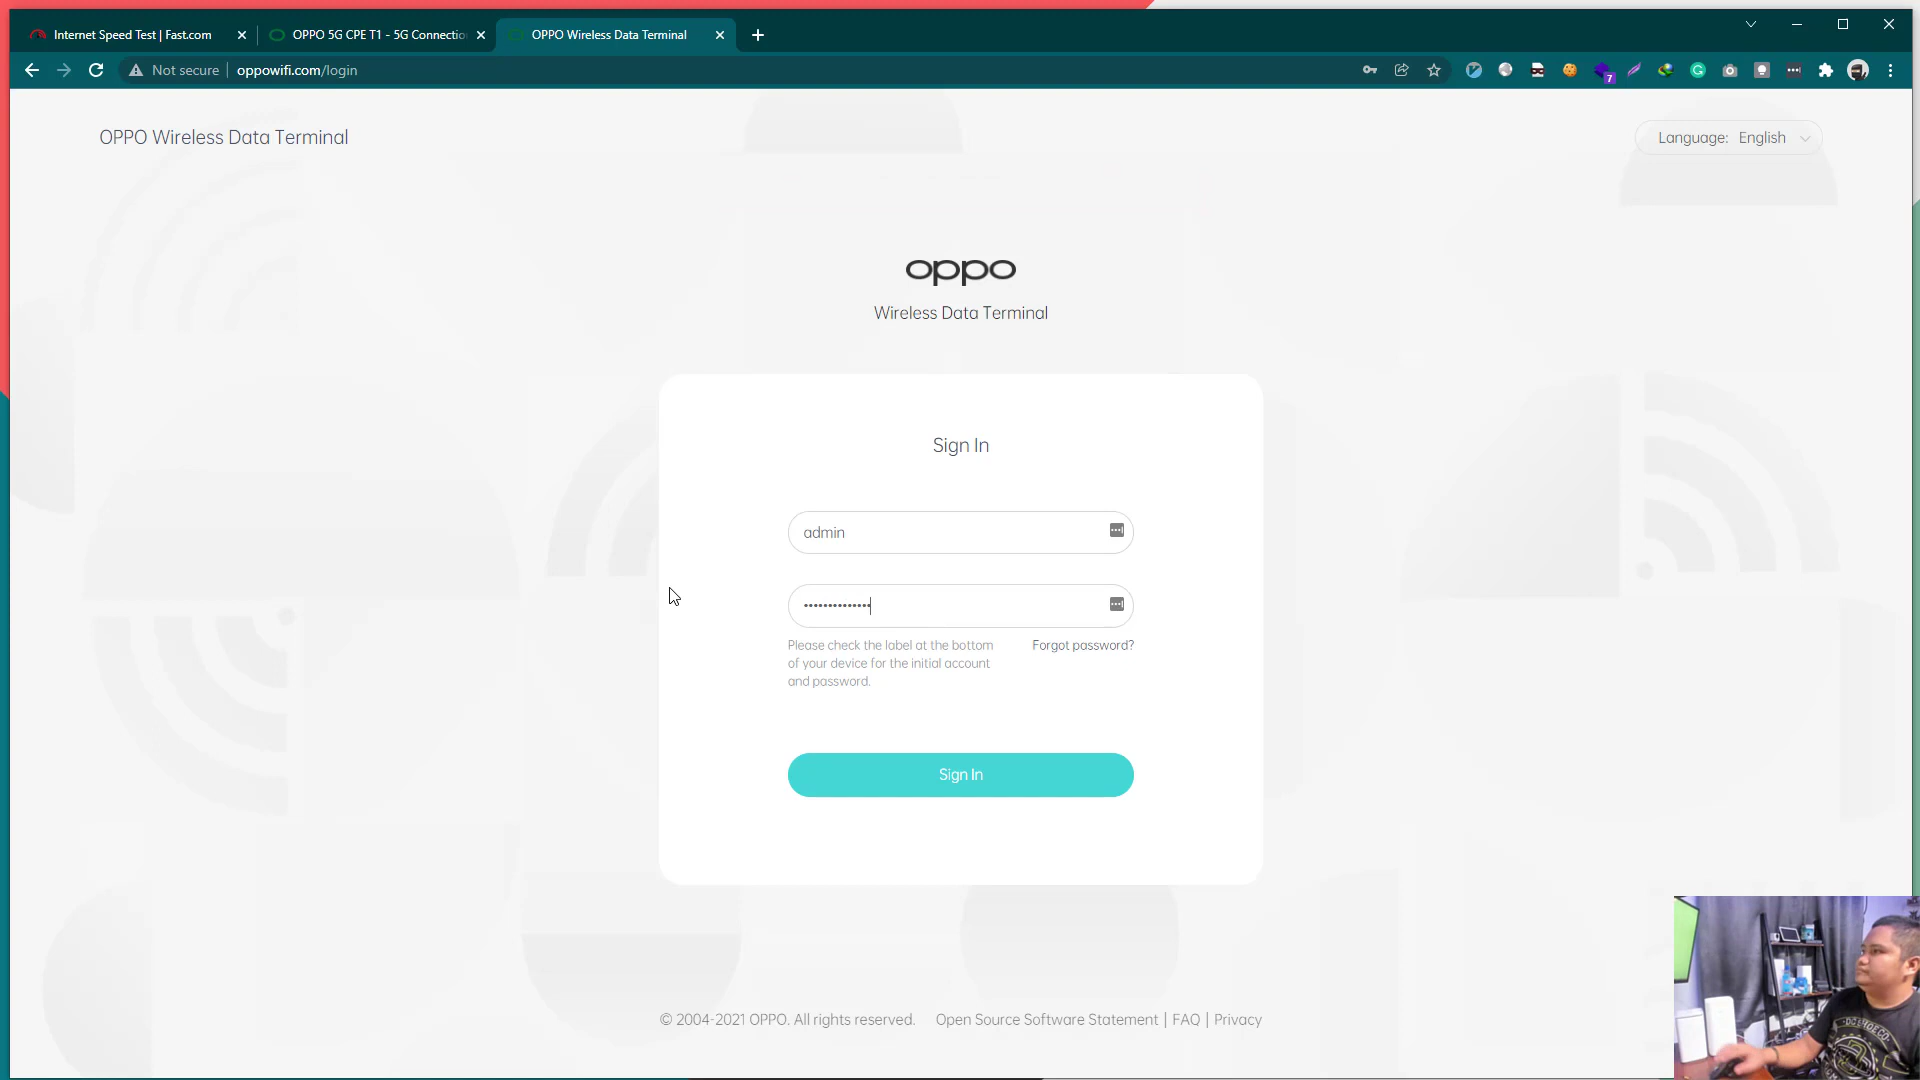 Internet Speed Test | Fast.com
OPPO 5G CPE T1 - 5G Connectio
OPPO Wireless Data Terminal
Not secure
oppowifi.com/login
7
OPPO Wireless Data Terminal
Language: English
oppo
Wireless Data Terminal
Sign In
admin
••••••••••••••
Please check the label at the bottom
of your device for the initial account
and password.
Forgot password?
Sign In
© 2004-2021 OPPO. All rights reserved. Open Source Software Statement | FAQ | Privacy